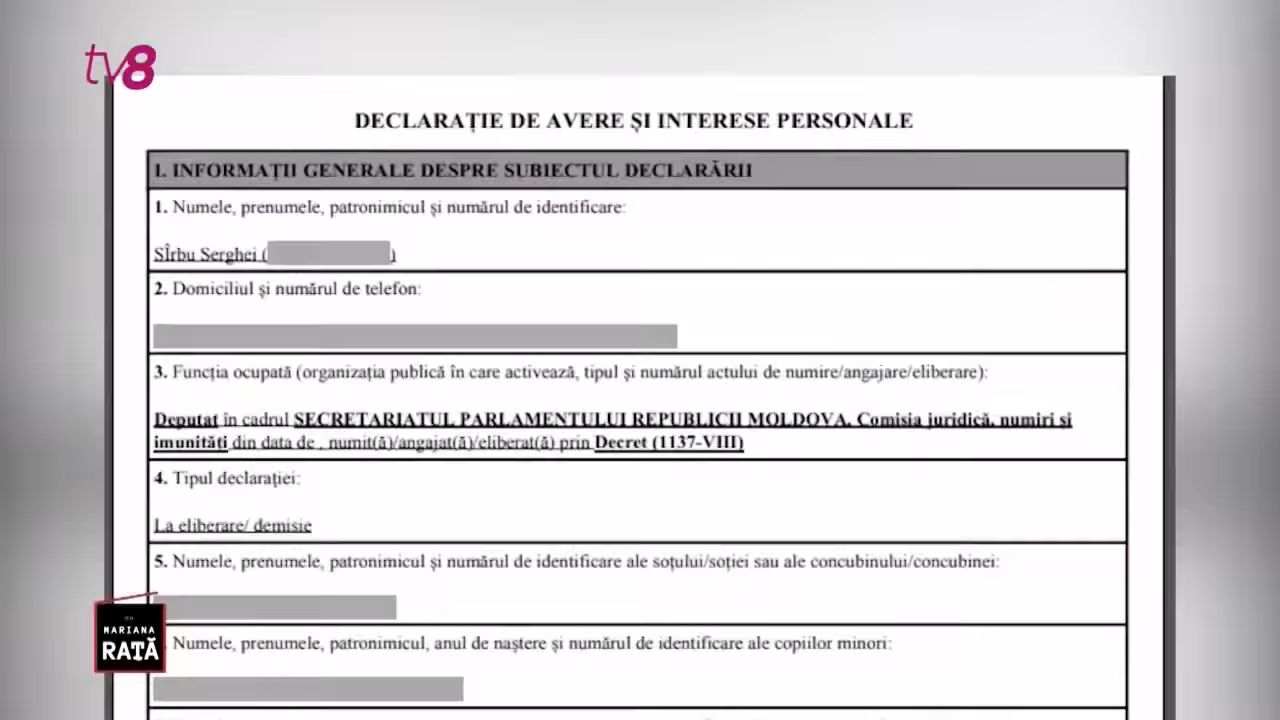 tv8
DECLARAȚIE DE AVERE ȘI INTERESE PERSONALE
I. INFORMAȚII GENERALE DESPRE SUBIECTUL DECLARĂRII
1. Numele, prenumele, patronimicul și numărul de identificare:
SÎrbu Serghei ( )
2. Domiciliul și numărul de telefon:
3. Funcția ocupată (organizația publică în care activează, tipul și numărul actului de numire/angajare/eliberare):
Deputat în cadrul SECRETARIATUL PARLAMENTULUI REPUBLICII MOLDOVA, Comisia juridică, numiri și
imunități din data de , numit(ă)/angajat(ă)/eliberat(ă) prin Decret (1137-VIII)
4. Tipul declarației:
La eliberare/ demisie
5. Numele, prenumele, patronimicul și numărul de identificare ale soțului/soției sau ale concubinului/concubinei:
Numele, prenumele, patronimicul, anul de naștere și numărul de identificare ale copiilor minori:
MARIANA
RAȚĂ